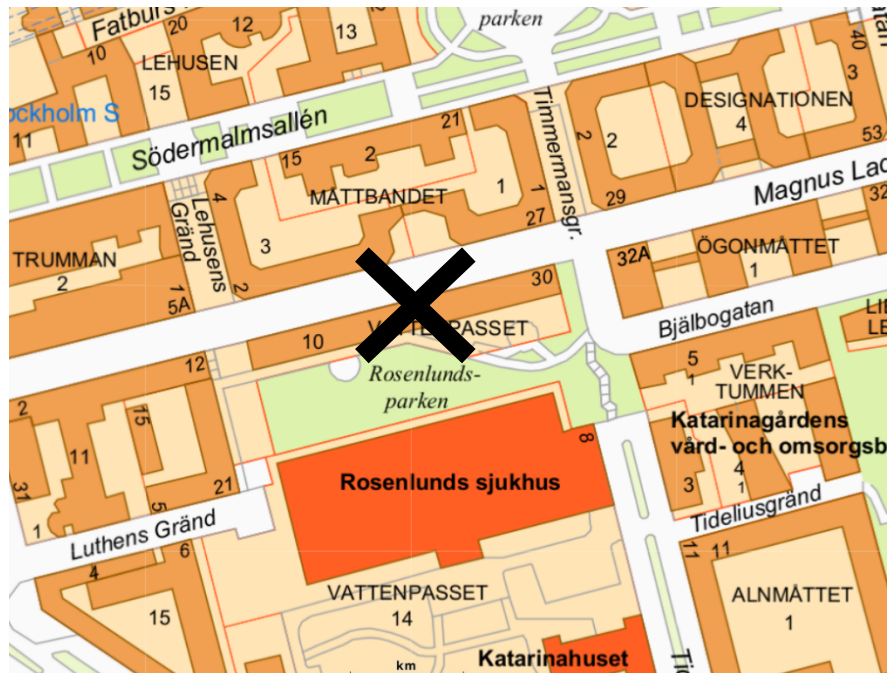 Fatburs
20
12
13
parken
10
LEHUSEN
15
ockholm S
11
Södermalmsallén
15
2
21
MÅTTBANDET
1
3
4
1
27
2
Timmermansgr.
2
2
29
DESIGNATIONEN
4
3
40
53
Magnus Lad
Lehusens
Gränd
TRUMMAN
2
1
5A
32A
ÖGONMÅTTET
1
32
30
10
VATTENPASSET
Bjälbogatan
LI
LE
12
Rosenlunds-
parken
5
1
VERK-
TUMMEN
Katarinagårdens
vård- och omsorgsb
4
1
3
2
15
11
31
1
21
5
8
Rosenlunds sjukhus
Tideliusgränd
Luthens Gränd
6
4
15
11
11
VATTENPASSET
14
ALNMÅTTET
1
km
Katarinahuset
Tid